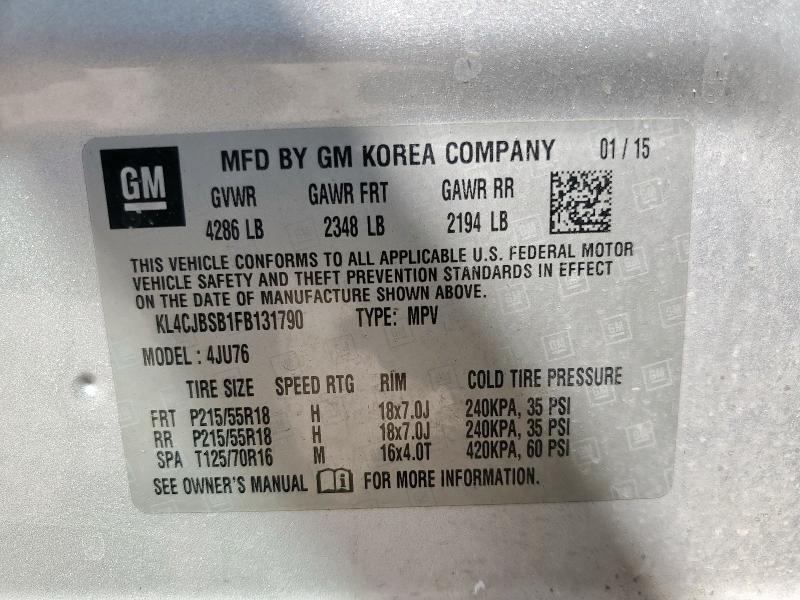 GM MFD BY GM KOREA COMPANY 01 / 15
GVWR GAWR FRT GAWR RR
4286 LB 2348 LB 2194 LB
THIS VEHICLE CONFORMS TO ALL APPLICABLE U.S. FEDERAL MOTOR
VEHICLE SAFETY AND THEFT PREVENTION STANDARDS IN EFFECT
ON THE DATE OF MANUFACTURE SHOWN ABOVE.
KL4CJBSB1FB131790 TYPE: MPV
MODEL : 4JU76
TIRE SIZE SPEED RTG RIM COLD TIRE PRESSURE
FRT P215/55R18 H 18x7.0J 240KPA, 35 PSI
RR P215/55R18 H 18x7.0J 240KPA, 35 PSI
SPA T125/70R16 M 16x4.0T 420KPA, 60 PSI
SEE OWNER'S MANUAL FOR MORE INFORMATION.